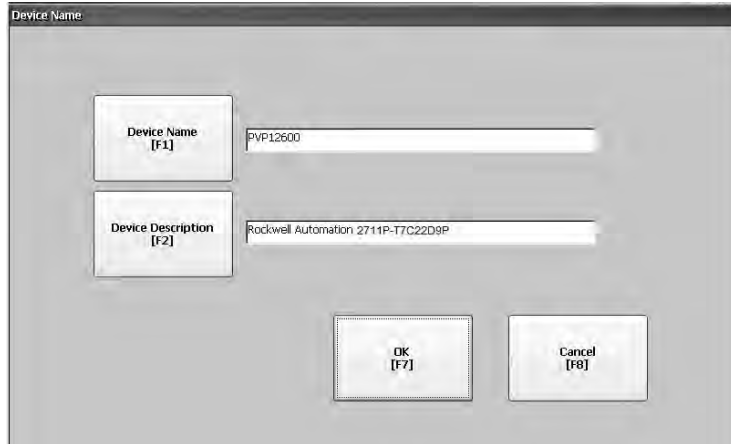 Device Name
Device Name
[F1]
PVP12600
Device Description
[F2]
Rockwell Automation 2711P-T7C22D9P
OK
[F7]
Cancel
[F8]